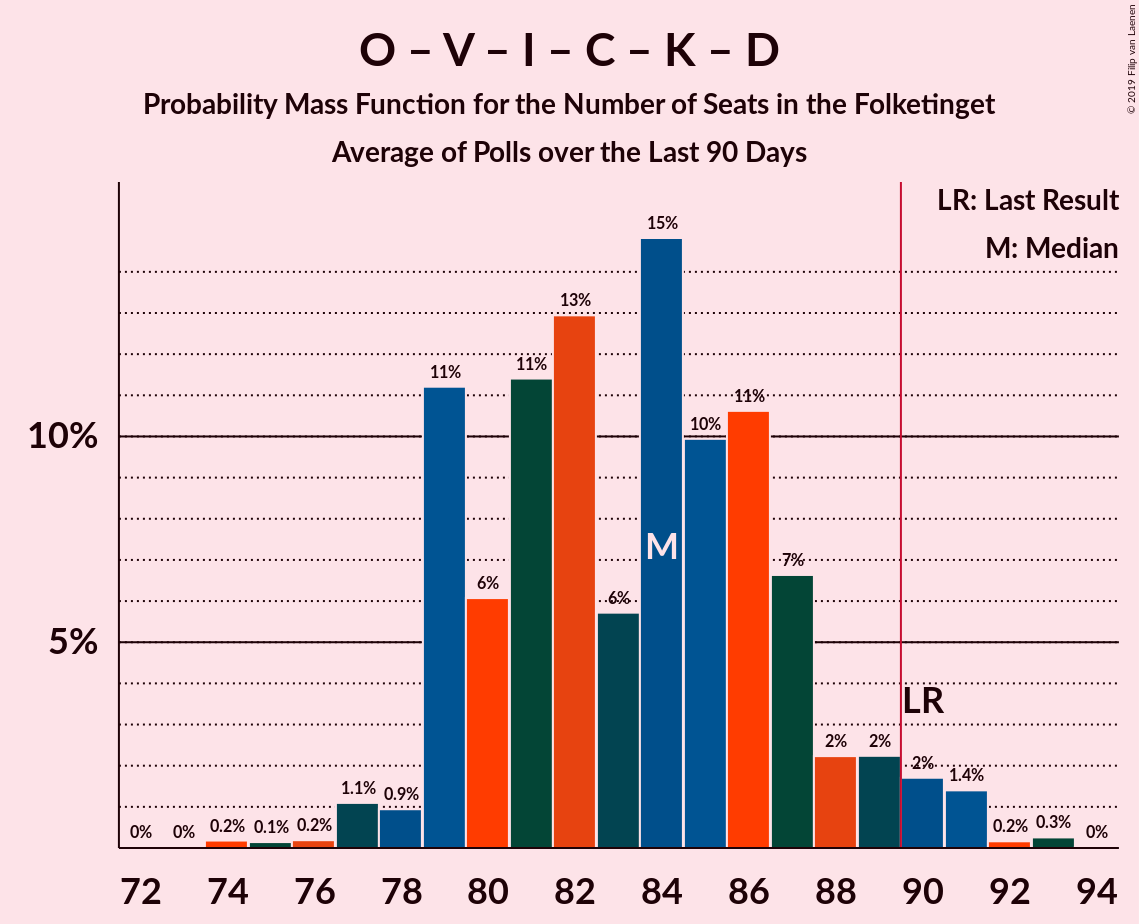 O – V – I – C – K – D
Probability Mass Function for the Number of Seats in the Folketinget
Average of Polls over the Last 90 Days
© 2019 Filip van Laenen
LR: Last Result
M: Median
10%
5%
0%
0%
0.2%
0.1%
0.2%
1.1%
0.9%
11%
6%
11%
13%
6%
15%
10%
11%
7%
2%
2%
2%
1.4%
0.2%
0.3%
0%
M
LR
72 74 76 78 80 82 84 86 88 90 92 94